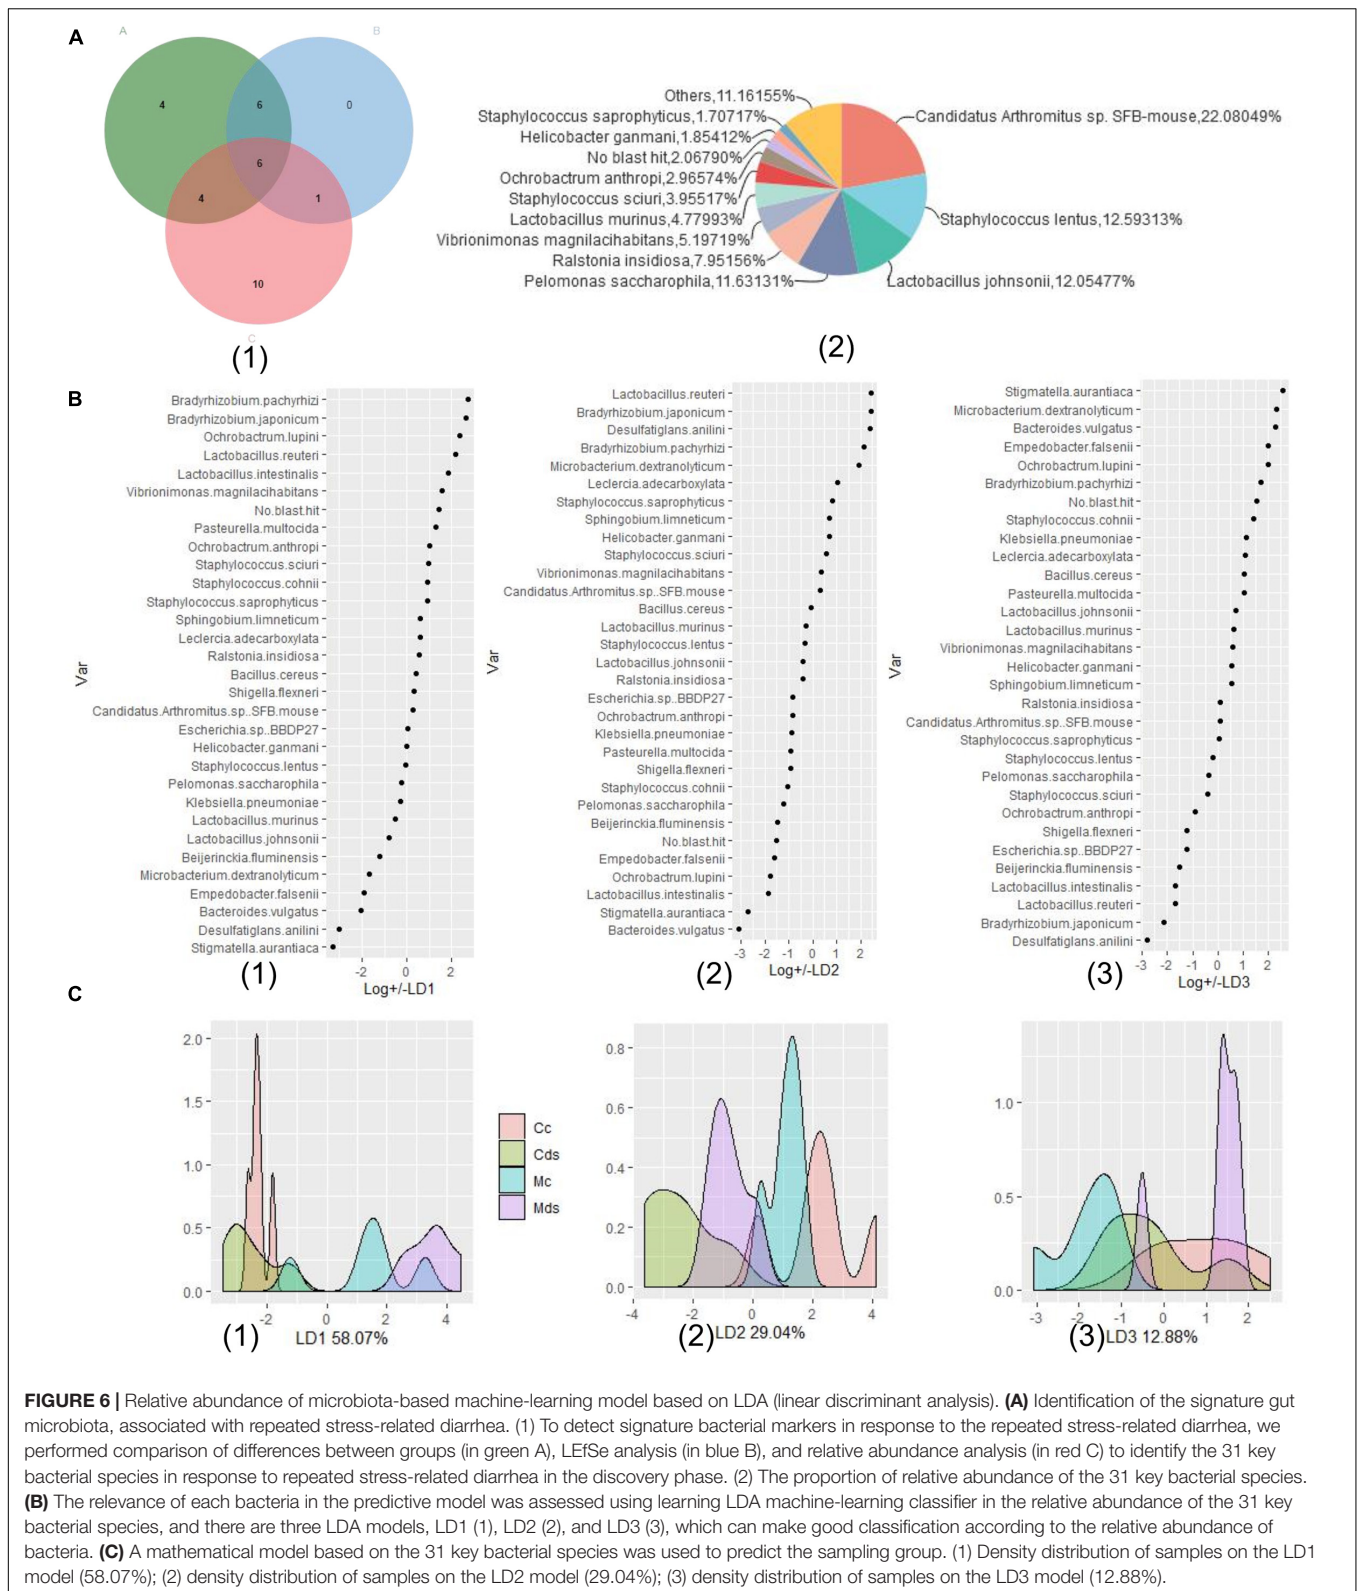 A
A
B
4
6
0
6
4
1
10
C
(1)
Others,11.16155%
Staphylococcus saprophyticus,1.70717%
Helicobacter ganmani,1.85412%
No blast hit,2.06790%
Ochrobactrum anthropi,2.96574%
Staphylococcus sciuri,3.95517%
Lactobacillus murinus,4.77993%
Vibrionimonas magnilacihabitans,5.19719%
Ralstonia insidiosa,7.95156%
Pelomonas saccharophila,11.63131%
Candidatus Arthromitus sp. SFB-mouse,22.08049%
Staphylococcus lentus,12.59313%
Lactobacillus johnsonii,12.05477%
(2)
B
Var
Bradyrhizobium.pachyrhizi
Bradyrhizobium.japonicum
Ochrobactrum.lupini
Lactobacillus.reuteri
Lactobacillus.intestinalis
Vibrionimonas.magnilacihabitans
No.blast.hit
Pasteurella.multocida
Ochrobactrum.anthropi
Staphylococcus.sciuri
Staphylococcus.cohnii
Staphylococcus.saprophyticus
Sphingobium.limneticum
Leclercia.adecarboxylata
Ralstonia.insidiosa
Bacillus.cereus
Shigella.flexneri
Candidatus.Arthromitus.sp..SFB.mouse
Escherichia.sp..BBDP27
Helicobacter.ganmani
Staphylococcus.lentus
Pelomonas.saccharophila
Klebsiella.pneumoniae
Lactobacillus.murinus
Lactobacillus.johnsonii
Beijerinckia.fluminensis
Microbacterium.dextranolyticum
Empedobacter.falsenii
Bacteroides.vulgatus
Desulfatiglans.anilini
Stigmatella.aurantiaca
-2 0 2
(1)
Log+/-LD1
Var
Lactobacillus.reuteri
Bradyrhizobium.japonicum
Desulfatiglans.anilini
Bradyrhizobium.pachyrhizi
Microbacterium.dextranolyticum
Leclercia.adecarboxylata
Staphylococcus.saprophyticus
Sphingobium.limneticum
Helicobacter.ganmani
Staphylococcus.sciuri
Vibrionimonas.magnilacihabitans
Candidatus.Arthromitus.sp..SFB.mouse
Bacillus.cereus
Lactobacillus.murinus
Staphylococcus.lentus
Lactobacillus.johnsonii
Ralstonia.insidiosa
Escherichia.sp..BBDP27
Ochrobactrum.anthropi
Klebsiella.pneumoniae
Pasteurella.multocida
Shigella.flexneri
Staphylococcus.cohnii
Pelomonas.saccharophila
Beijerinckia.fluminensis
No.blast.hit
Empedobacter.falsenii
Ochrobactrum.lupini
Lactobacillus.intestinalis
Stigmatella.aurantiaca
Bacteroides.vulgatus
-3 -2 -1 0 1 2
(2)
Log+/-LD2
Var
Stigmatella.aurantiaca
Microbacterium.dextranolyticum
Bacteroides.vulgatus
Empedobacter.falsenii
Ochrobactrum.lupini
Bradyrhizobium.pachyrhizi
No.blast.hit
Staphylococcus.cohnii
Klebsiella.pneumoniae
Leclercia.adecarboxylata
Bacillus.cereus
Pasteurella.multocida
Lactobacillus.johnsonii
Lactobacillus.murinus
Vibrionimonas.magnilacihabitans
Helicobacter.ganmani
Sphingobium.limneticum
Ralstonia.insidiosa
Candidatus.Arthromitus.sp..SFB.mouse
Staphylococcus.saprophyticus
Staphylococcus.lentus
Pelomonas.saccharophila
Staphylococcus.sciuri
Ochrobactrum.anthropi
Shigella.flexneri
Escherichia.sp..BBDP27
Beijerinckia.fluminensis
Lactobacillus.intestinalis
Lactobacillus.reuteri
Bradyrhizobium.japonicum
Desulfatiglans.anilini
-3 -2 -1 0 1 2
(3)
Log+/-LD3
C
2.0
1.5
1.0
0.5
0.0
-2 0 2 4
(1)
LD1 58.07%
Cc
Cds
Mc
Mds
0.8
0.6
0.4
0.2
0.0
-4 -2 0 2 4
(2)
LD2 29.04%
1.0
0.5
0.0
-3 -2 -1 0 1 2
(3)
LD3 12.88%
FIGURE 6 | Relative abundance of microbiota-based machine-learning model based on LDA (linear discriminant analysis). (A) Identification of the signature gut
microbiota, associated with repeated stress-related diarrhea. (1) To detect signature bacterial markers in response to the repeated stress-related diarrhea, we
performed comparison of differences between groups (in green A), LEfSe analysis (in blue B), and relative abundance analysis (in red C) to identify the 31 key
bacterial species in response to repeated stress-related diarrhea in the discovery phase. (2) The proportion of relative abundance of the 31 key bacterial species.
(B) The relevance of each bacteria in the predictive model was assessed using learning LDA machine-learning classifier in the relative abundance of the 31 key
bacterial species, and there are three LDA models, LD1 (1), LD2 (2), and LD3 (3), which can make good classification according to the relative abundance of
bacteria. (C) A mathematical model based on the 31 key bacterial species was used to predict the sampling group. (1) Density distribution of samples on the LD1
model (58.07%); (2) density distribution of samples on the LD2 model (29.04%); (3) density distribution of samples on the LD3 model (12.88%).